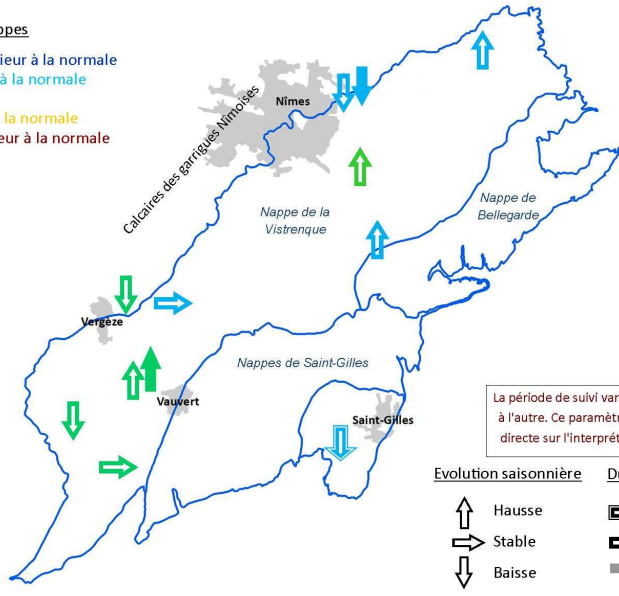 ppes
ieur à la normale
à la normale
la normale
eur à la normale
Nîmes
Calcaires des garrigues Nîmoises
Nappe de la
Vistrenque
Nappe de
Bellegarde
Vergèze
Nappes de Saint-Gilles
Vauvert
Saint-Gilles
La période de suivi var
à l'autre. Ce paramètr
directe sur l'interprét
Evolution saisonnière
Hausse
Stable
Baisse